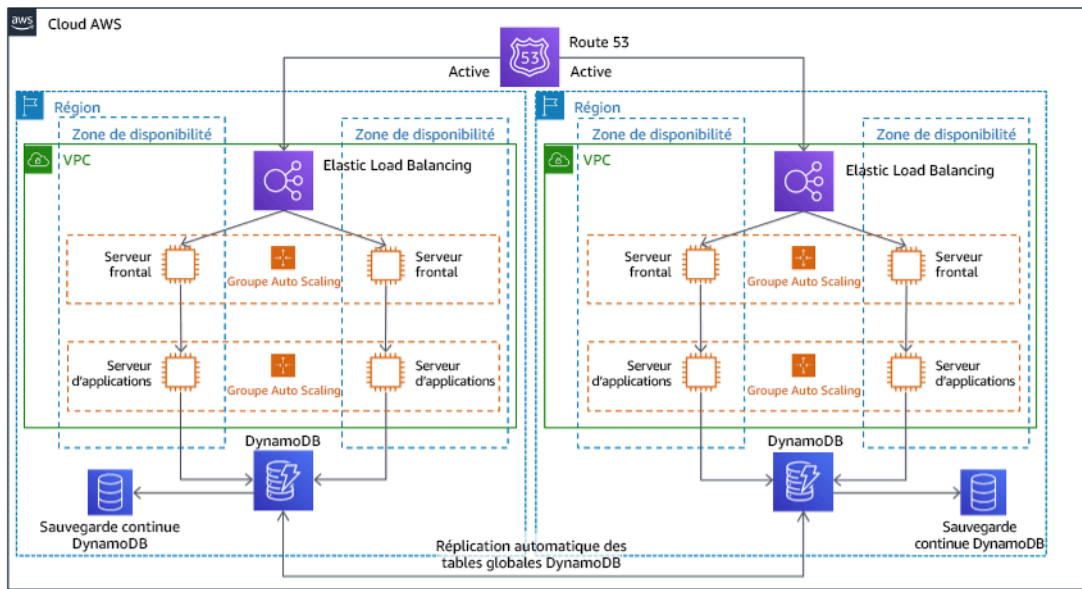 aws
Cloud AWS
Route 53
53
Active
Active
Région
Région
Zone de disponibilité
Zone de disponibilité
Zone de disponibilité
Zone de disponibilité
VPC
Elastic Load Balancing
VPC
Elastic Load Balancing
Serveur
frontal
Groupe Auto Scaling
Serveur
frontal
Serveur
frontal
Groupe Auto Scaling
Serveur
frontal
Serveur
d'applications
Groupe Auto Scaling
Serveur
d'applications
Serveur
d'applications
Groupe Auto Scaling
Serveur
d'applications
DynamoDB
DynamoDB
Sauvegarde continue
DynamoDB
Sauvegarde
continue DynamoDB
Réplication automatique des
tables globales DynamoDB